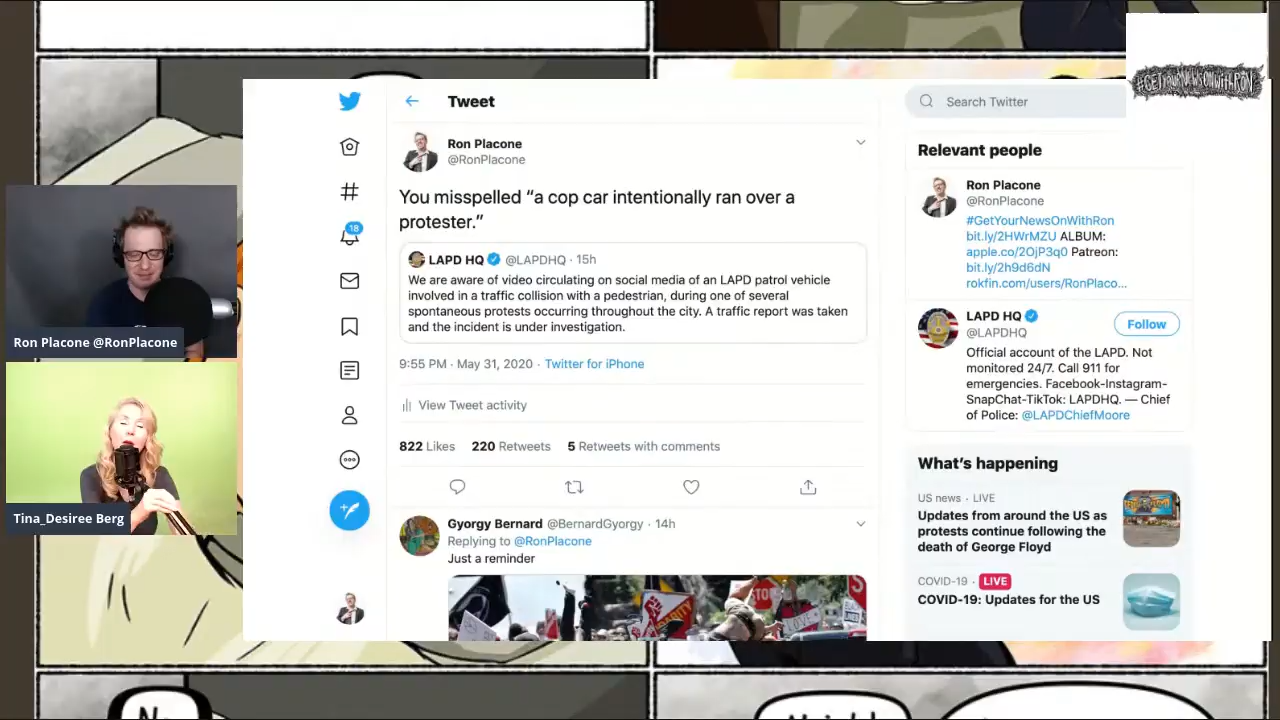 #GETYOURNEWSONWITHRON
Tweet
Search Twitter
Ron Placone
@RonPlacone
You misspelled “a cop car intentionally ran over a
protester.”
LAPD HQ @LAPDHQ · 15h
We are aware of video circulating on social media of an LAPD patrol vehicle
involved in a traffic collision with a pedestrian, during one of several
spontaneous protests occurring throughout the city. A traffic report was taken
and the incident is under investigation.
9:55 PM · May 31, 2020 · Twitter for iPhone
View Tweet activity
822 Likes 220 Retweets 5 Retweets with comments
Gyorgy Bernard @BernardGyorgy · 14h
Replying to @RonPlacone
Just a reminder
STOP
LOVE
18
Relevant people
Ron Placone
@RonPlacone
#GetYourNewsOnWithRon
bit.ly/2HWrMZU ALBUM:
apple.co/2OjP3q0 Patreon:
bit.ly/2h9d6dN
rokfin.com/users/RonPlaco...
LAPD HQ
@LAPDHQ
Follow
Official account of the LAPD. Not
monitored 24/7. Call 911 for
emergencies. Facebook-Instagram-
SnapChat-TikTok: LAPDHQ. — Chief
of Police: @LAPDChiefMoore
What’s happening
US news · LIVE
Updates from around the US as
protests continue following the
death of George Floyd
COVID-19 · LIVE
COVID-19: Updates for the US
Ron Placone @RonPlacone
Tina_Desiree Berg